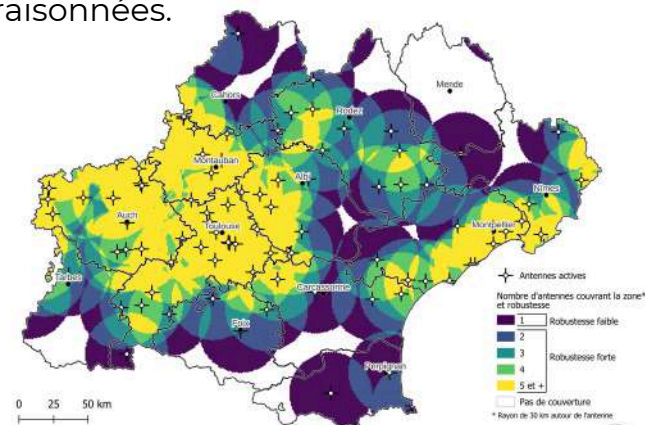 raisonnées.
Mende
Cahors
Rodez
Montauban
Albi
Nîmes
Auch
Toulouse
Montpellier
Tarbes
Carcassonne
Foix
Perpignan
Antennes actives
Nombre d'antennes couvrant la zone*
et robustesse
1 Robustesse faible
2
3 Robustesse forte
4
5 et +
Pas de couverture
* Rayon de 30 km autour de l'antenne
0 25 50 km